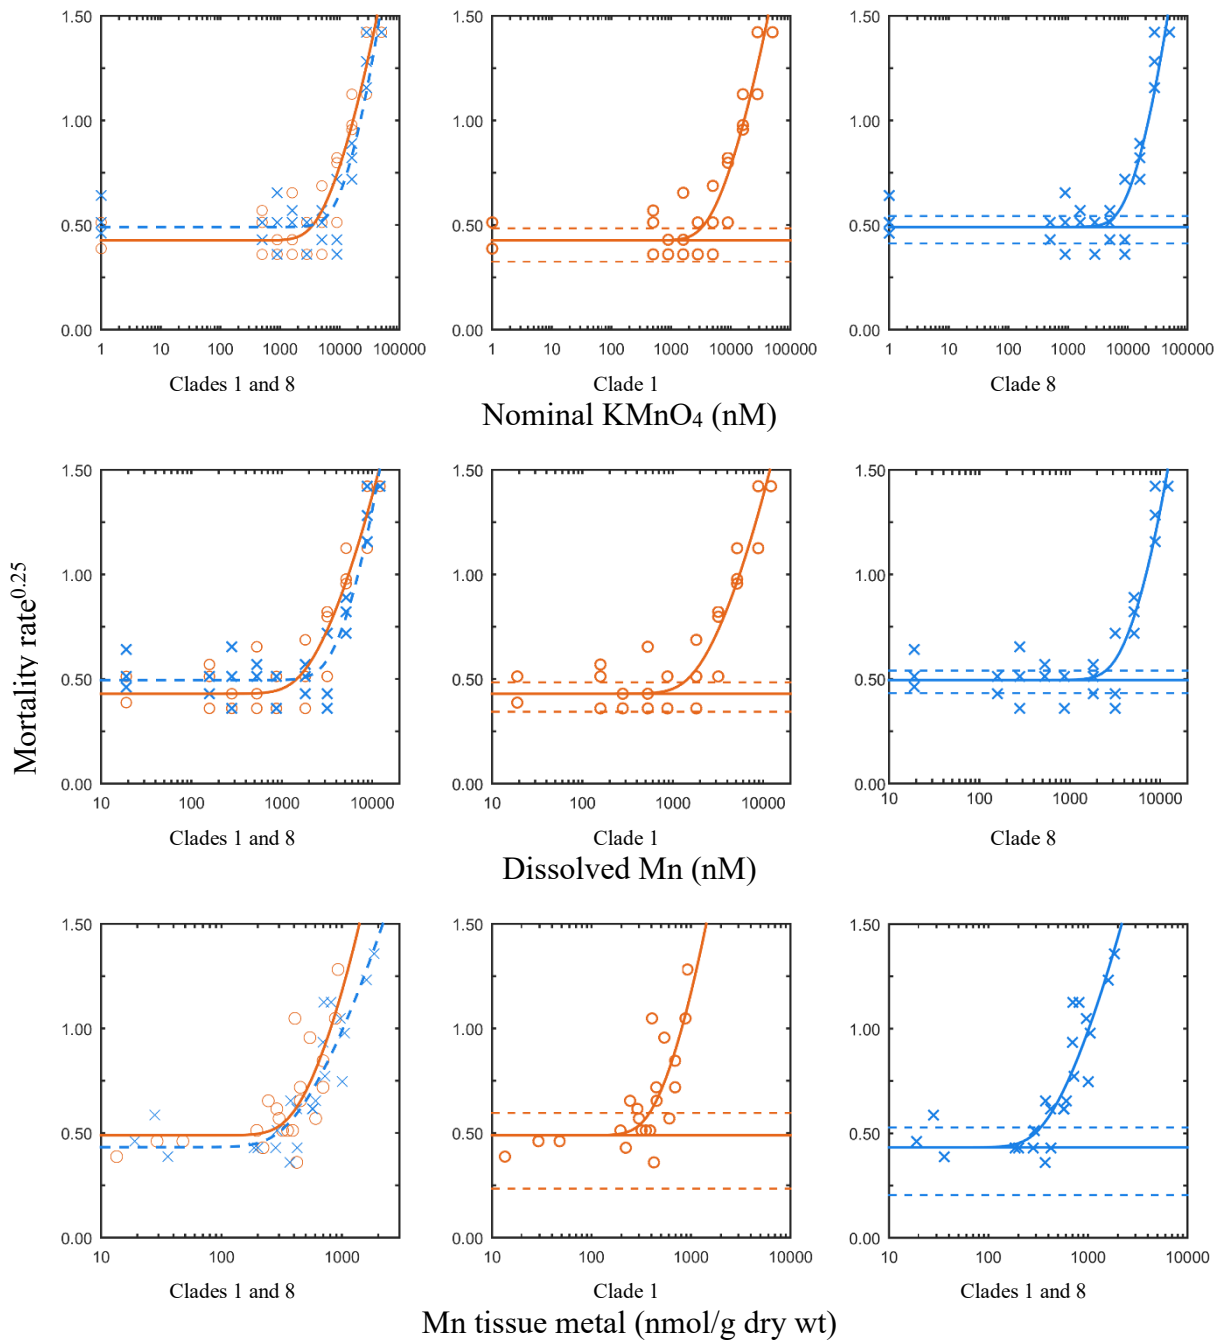 1.50 1.50 1.50
1.00 1.00 1.00
0.50 0.50 0.50
0.00 0.00 0.00
1 10 100 1000 10000 100000 1 10 100 1000 10000 100000 1 10 100 1000 10000 100000
Clades 1 and 8 Clade 1 Clade 8
Nominal KMnO₄ (nM)
Mortality rate⁰·²⁵
1.50 1.50 1.50
1.00 1.00 1.00
0.50 0.50 0.50
0.00 0.00 0.00
10 100 1000 10000 10 100 1000 10000 10 100 1000 10000
Clades 1 and 8 Clade 1 Clade 8
Dissolved Mn (nM)
1.50 1.50 1.50
1.00 1.00 1.00
0.50 0.50 0.50
0.00 0.00 0.00
10 100 1000 10 100 1000 10000 10 100 1000 10000
Clades 1 and 8 Clade 1 Clades 1 and 8
Mn tissue metal (nmol/g dry wt)